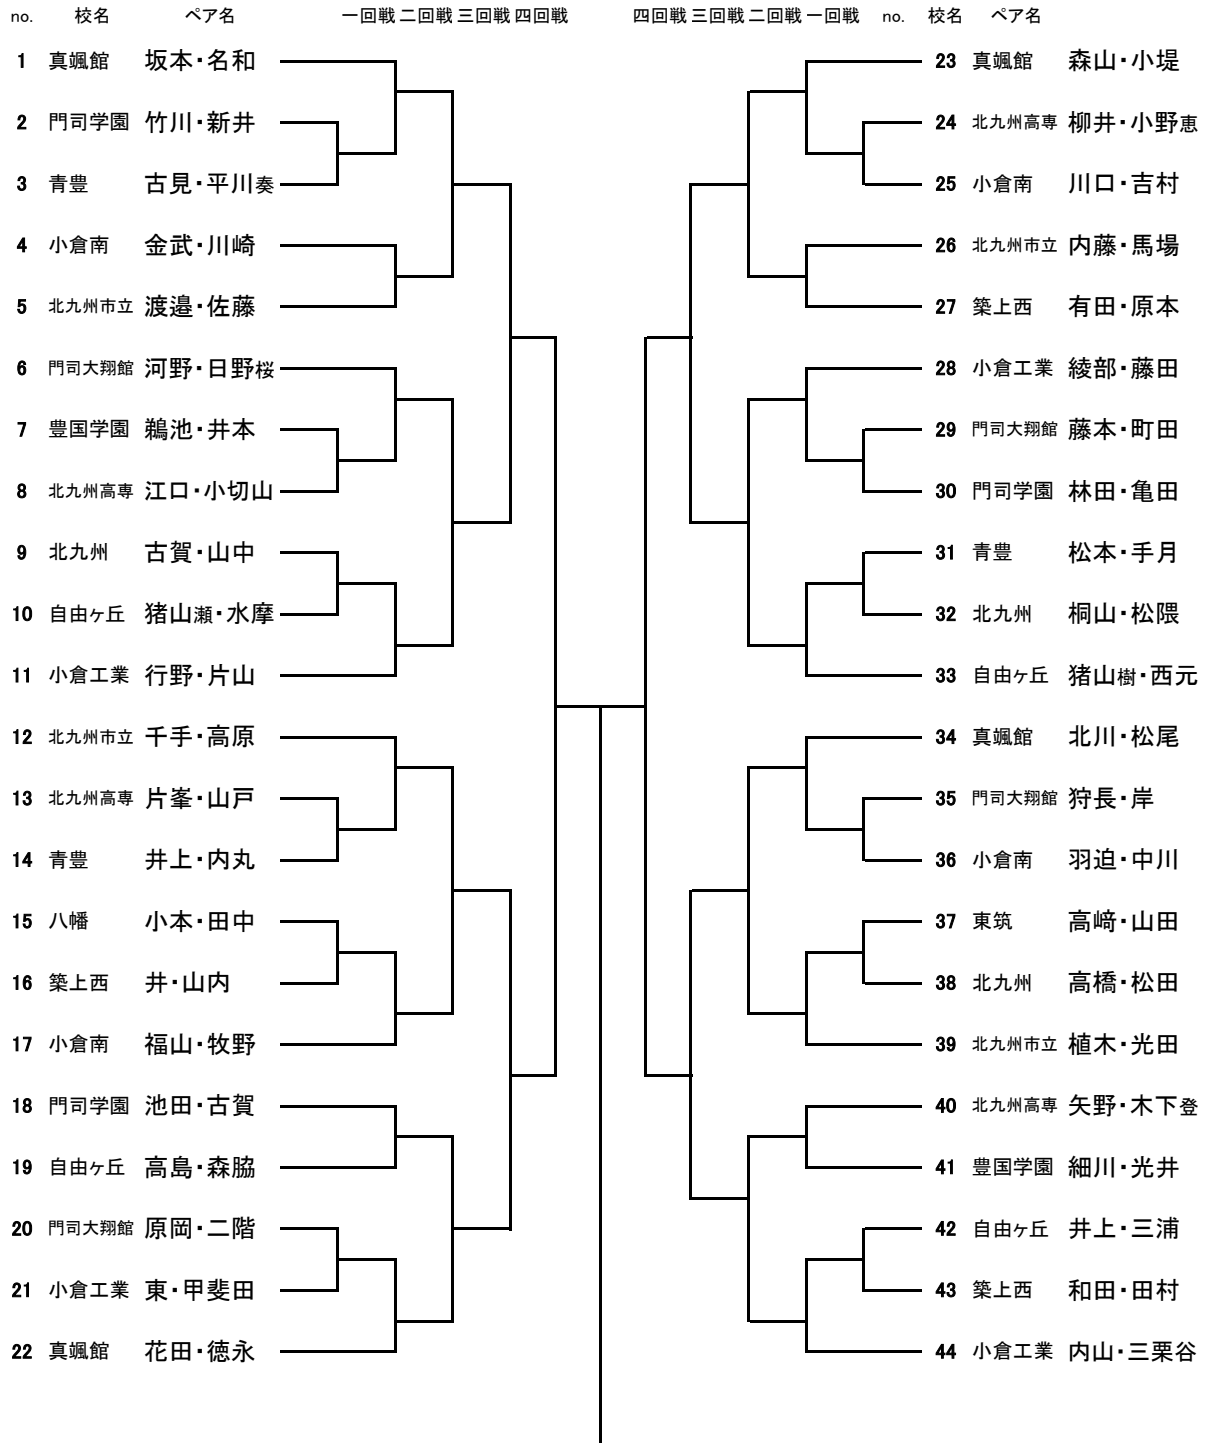 no. 校名 ペア名 一回戦 二回戦 三回戦 四回戦 四回戦 三回戦 二回戦 一回戦 no. 校名 ペア名
1 真颯館 坂本・名和 23 真颯館 森山・小堤
2 門司学園 竹川・新井 24 北九州高専 柳井・小野恵
3 青豊 古見・平川奏 25 小倉南 川口・吉村
4 小倉南 金武・川崎 26 北九州市立 内藤・馬場
5 北九州市立 渡邉・佐藤 27 築上西 有田・原本
6 門司大翔館 河野・日野桜 28 小倉工業 綾部・藤田
7 豊国学園 鵜池・井本 29 門司大翔館 藤本・町田
8 北九州高専 江口・小切山 30 門司学園 林田・亀田
9 北九州 古賀・山中 31 青豊 松本・手月
10 自由ヶ丘 猪山瀬・水摩 32 北九州 桐山・松隈
11 小倉工業 行野・片山 33 自由ヶ丘 猪山樹・西元
12 北九州市立 千手・高原 34 真颯館 北川・松尾
13 北九州高専 片峯・山戸 35 門司大翔館 狩長・岸
14 青豊 井上・内丸 36 小倉南 羽迫・中川
15 八幡 小本・田中 37 東筑 高﨑・山田
16 築上西 井・山内 38 北九州 高橋・松田
17 小倉南 福山・牧野 39 北九州市立 植木・光田
18 門司学園 池田・古賀 40 北九州高専 矢野・木下登
19 自由ヶ丘 高島・森脇 41 豊国学園 細川・光井
20 門司大翔館 原岡・二階 42 自由ヶ丘 井上・三浦
21 小倉工業 東・甲斐田 43 築上西 和田・田村
22 真颯館 花田・徳永 44 小倉工業 内山・三栗谷